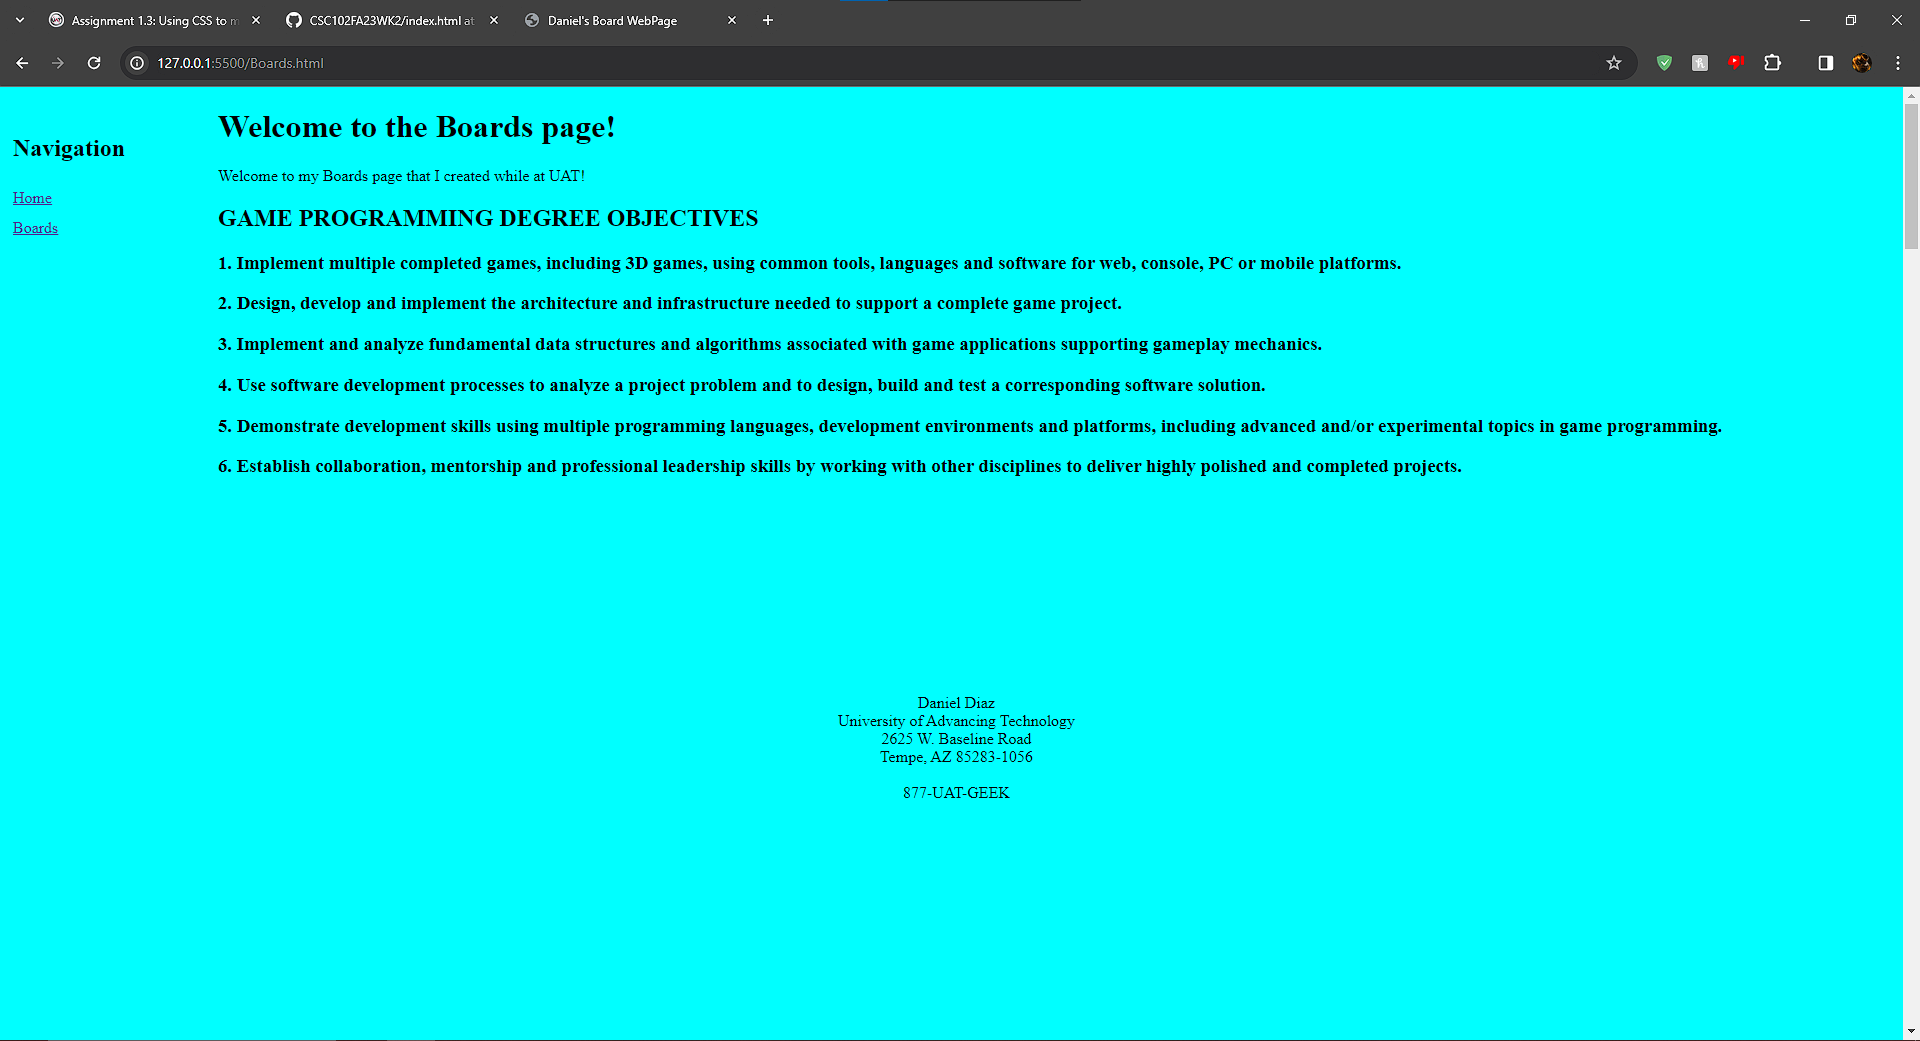 Assignment 1.3: Using CSS to m
CSC102FA23WK2/index.html at
Daniel's Board WebPage
127.0.0.1:5500/Boards.html
Navigation
Home
Boards
Welcome to the Boards page!
Welcome to my Boards page that I created while at UAT!
GAME PROGRAMMING DEGREE OBJECTIVES
1. Implement multiple completed games, including 3D games, using common tools, languages and software for web, console, PC or mobile platforms.
2. Design, develop and implement the architecture and infrastructure needed to support a complete game project.
3. Implement and analyze fundamental data structures and algorithms associated with game applications supporting gameplay mechanics.
4. Use software development processes to analyze a project problem and to design, build and test a corresponding software solution.
5. Demonstrate development skills using multiple programming languages, development environments and platforms, including advanced and/or experimental topics in game programming.
6. Establish collaboration, mentorship and professional leadership skills by working with other disciplines to deliver highly polished and completed projects.
Daniel Diaz
University of Advancing Technology
2625 W. Baseline Road
Tempe, AZ 85283-1056
877-UAT-GEEK